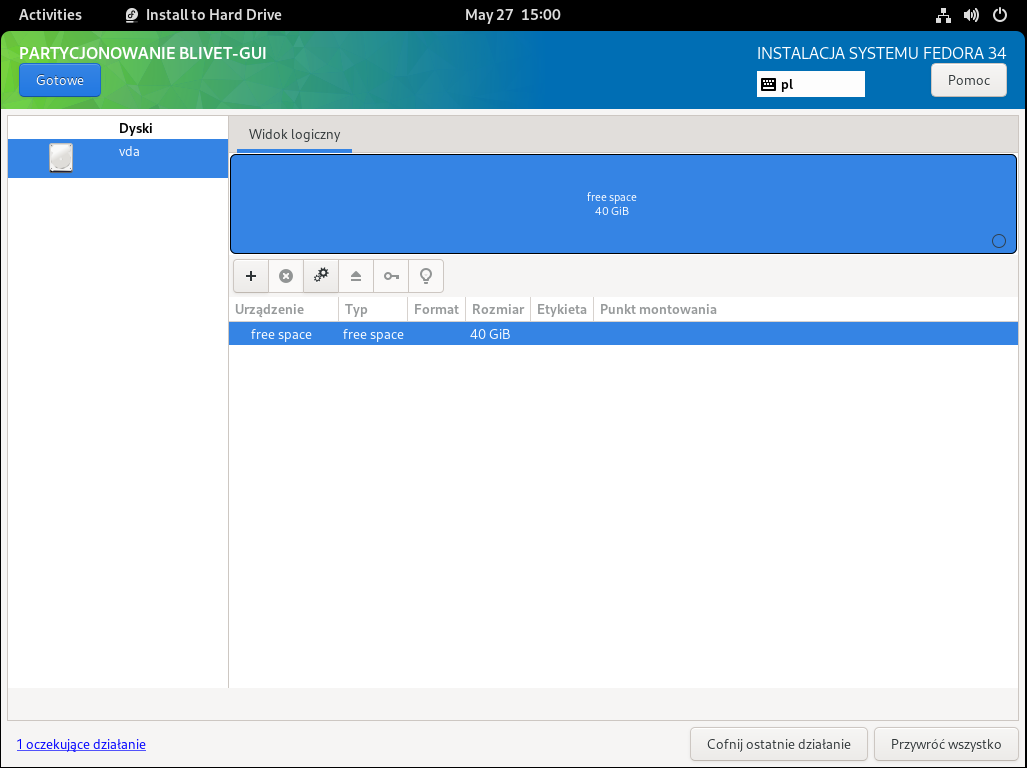 Activities Install to Hard Drive May 27 15:00
PARTYCJONOWANIE BLIVET-GUI INSTALACJA SYSTEMU FEDORA 34
Gotowe pl Pomoc
Dyski
vda
Widok logiczny
free space
40 GiB
Urządzenie Typ Format Rozmiar Etykieta Punkt montowania
free space free space 40 GiB
1 oczekujące działanie Cofnij ostatnie działanie Przywróć wszystko